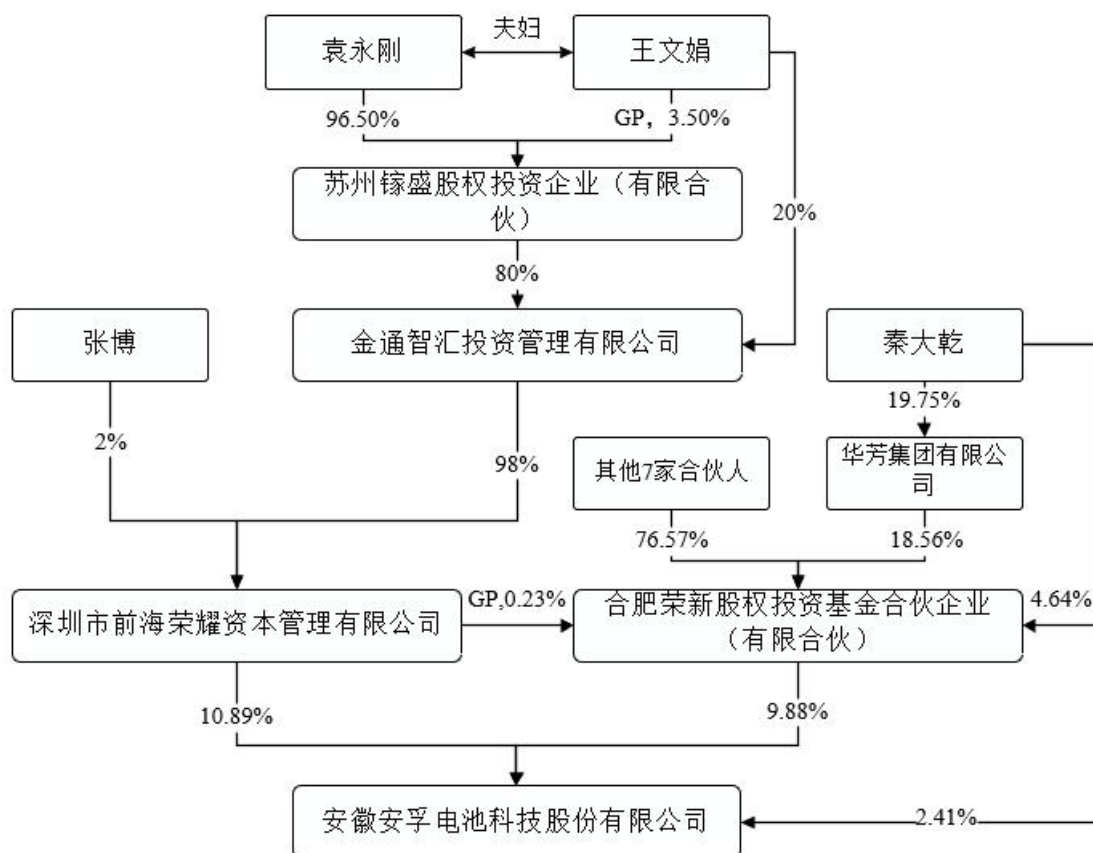 夫妇
袁永刚
王文娟
96.50%
GP，3.50%
苏州镓盛股权投资企业（有限合
伙）
20%
80%
张博
金通智汇投资管理有限公司
秦大乾
19.75%
2%
98%
其他7家合伙人
华芳集团有限公
司
76.57%
18.56%
深圳市前海荣耀资本管理有限公司
GP,0.23%
合肥荣新股权投资基金合伙企业
（有限合伙）
4.64%
10.89%
9.88%
安徽安孚电池科技股份有限公司
2.41%